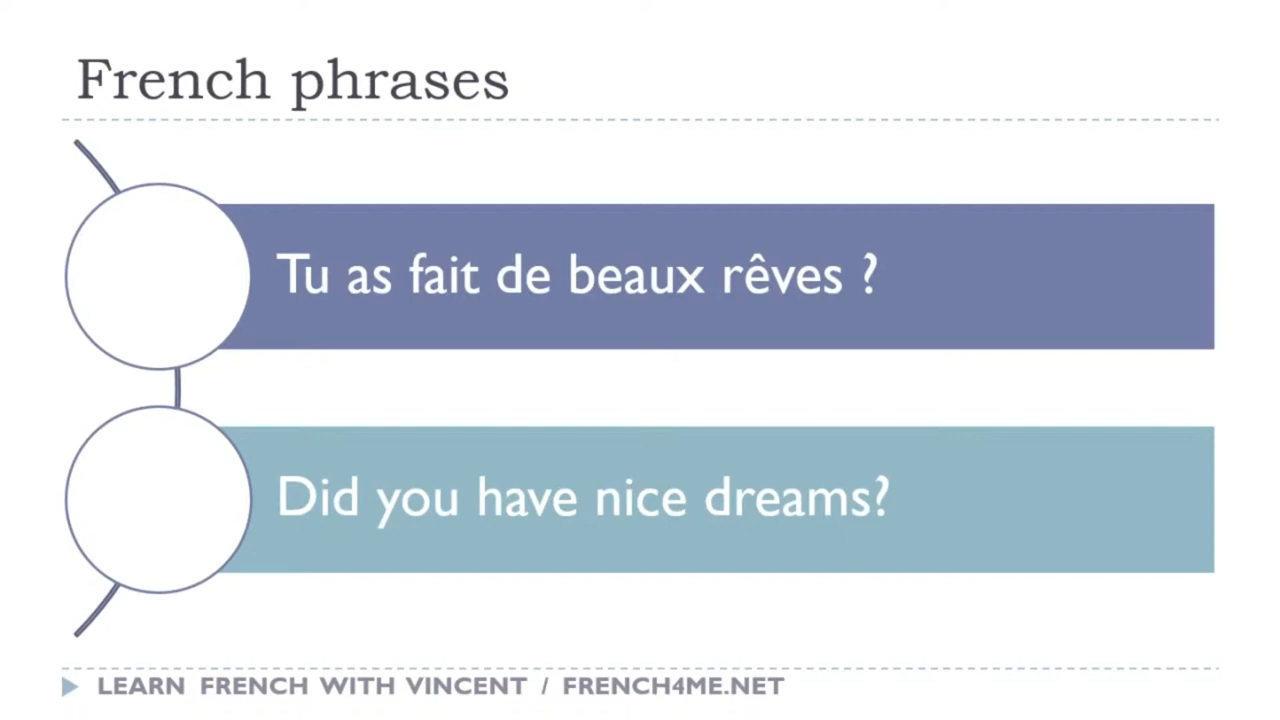 French phrases
Tu as fait de beaux rêves ?
Did you have nice dreams?
LEARN FRENCH WITH VINCENT / FRENCH4ME.NET